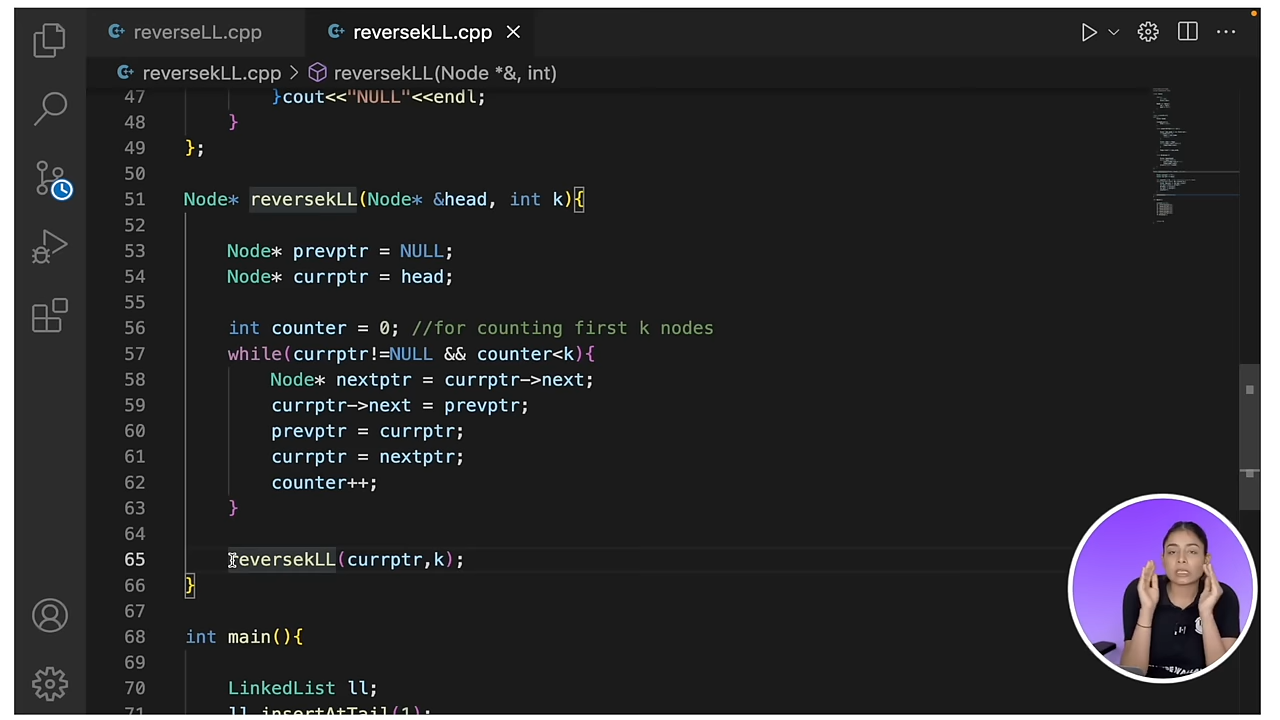 reverseLL.cpp reversekLL.cpp
reversekLL.cpp > reversekLL(Node *&, int)
47 }cout<<"NULL"<<endl;
48 }
49 };
50
51 Node* reversekLL(Node* &head, int k){
52
53 Node* prevptr = NULL;
54 Node* currptr = head;
55
56 int counter = 0; //for counting first k nodes
57 while(currptr!=NULL && counter<k){
58 Node* nextptr = currptr->next;
59 currptr->next = prevptr;
60 prevptr = currptr;
61 currptr = nextptr;
62 counter++;
63 }
64
65 reversekLL(currptr,k);
66 }
67
68 int main(){
69
70 LinkedList ll;
71 ll.insertAtTail(1);